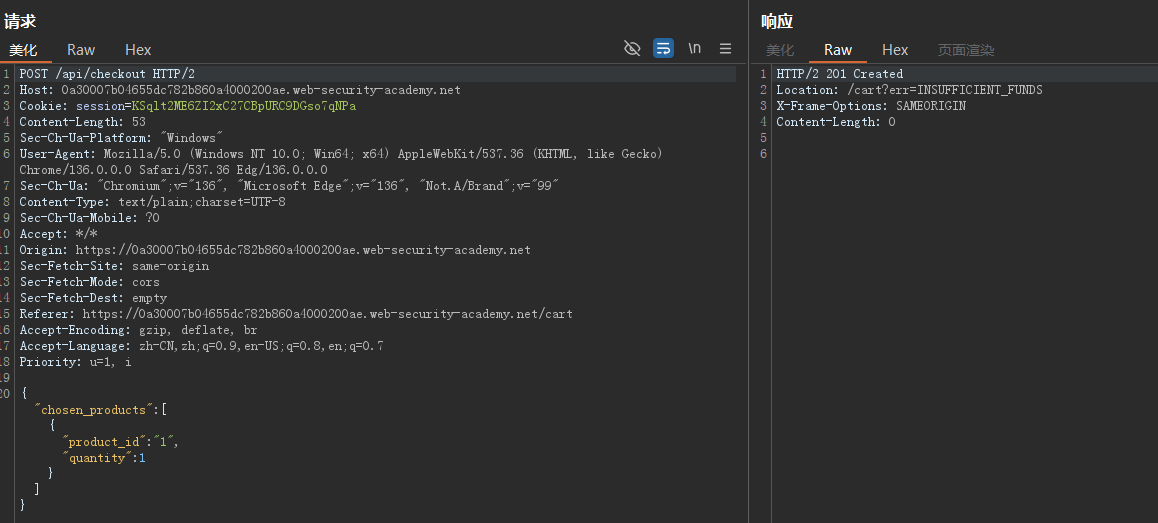 请求
美化 Raw Hex \n
1 POST /api/checkout HTTP/2
2 Host: 0a30007b04655dc782b860a4000200ae.web-security-academy.net
3 Cookie: session=KSqlt2ME6ZI2xC27CBpURC9DGso7qNPa
4 Content-Length: 53
5 Sec-Ch-Ua-Platform: "Windows"
6 User-Agent: Mozilla/5.0 (Windows NT 10.0; Win64; x64) AppleWebKit/537.36 (KHTML, like Gecko)
Chrome/136.0.0.0 Safari/537.36 Edg/136.0.0.0
7 Sec-Ch-Ua: "Chromium";v="136", "Microsoft Edge";v="136", "Not.A/Brand";v="99"
8 Content-Type: text/plain;charset=UTF-8
9 Sec-Ch-Ua-Mobile: ?0
10 Accept: */*
11 Origin: https://0a30007b04655dc782b860a4000200ae.web-security-academy.net
12 Sec-Fetch-Site: same-origin
13 Sec-Fetch-Mode: cors
14 Sec-Fetch-Dest: empty
15 Referer: https://0a30007b04655dc782b860a4000200ae.web-security-academy.net/cart
16 Accept-Encoding: gzip, deflate, br
17 Accept-Language: zh-CN,zh;q=0.9,en-US;q=0.8,en;q=0.7
18 Priority: u=1, i
19
20 {
"chosen_products":[
{
"product_id":"1",
"quantity":1
}
]
}
响应
美化 Raw Hex 页面渲染
1 HTTP/2 201 Created
2 Location: /cart?err=INSUFFICIENT_FUNDS
3 X-Frame-Options: SAMEORIGIN
4 Content-Length: 0
5
6